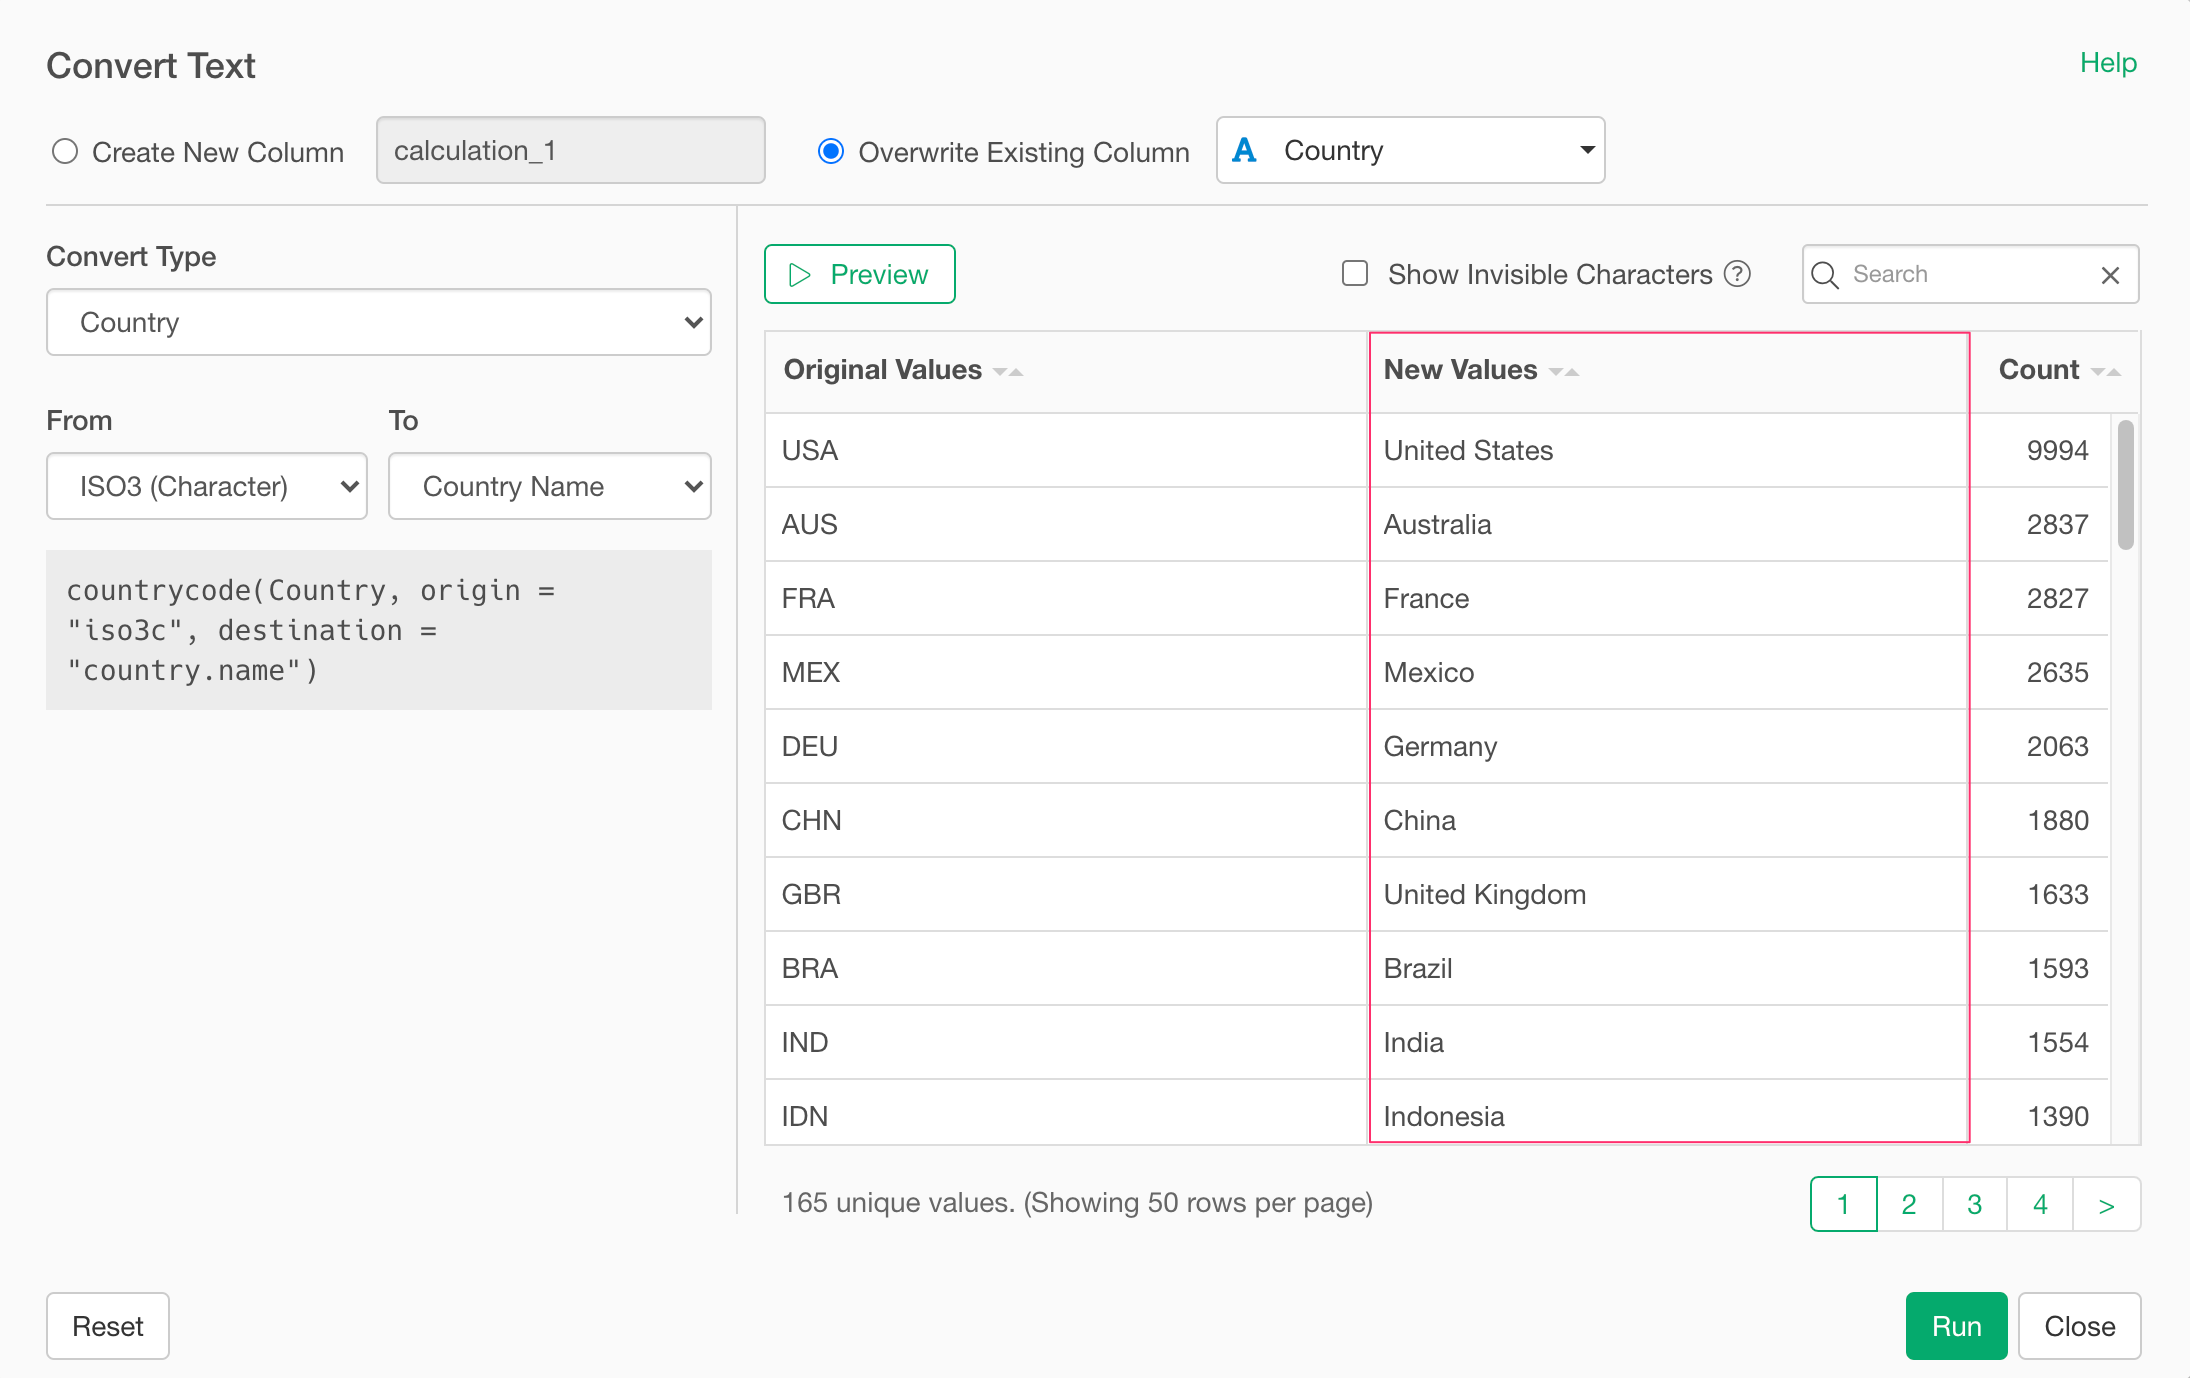 Convert Text
Help
Create New Column
calculation_1
Overwrite Existing Column
A Country
Convert Type
Country
From
To
ISO3 (Character)
Country Name
countrycode(Country, origin =
"iso3c", destination =
"country.name")
Preview
Show Invisible Characters ?
Search
Original Values New Values Count
USA United States 9994
AUS Australia 2837
FRA France 2827
MEX Mexico 2635
DEU Germany 2063
CHN China 1880
GBR United Kingdom 1633
BRA Brazil 1593
IND India 1554
IDN Indonesia 1390
165 unique values. (Showing 50 rows per page)
1 2 3 4 >
Reset
Run
Close